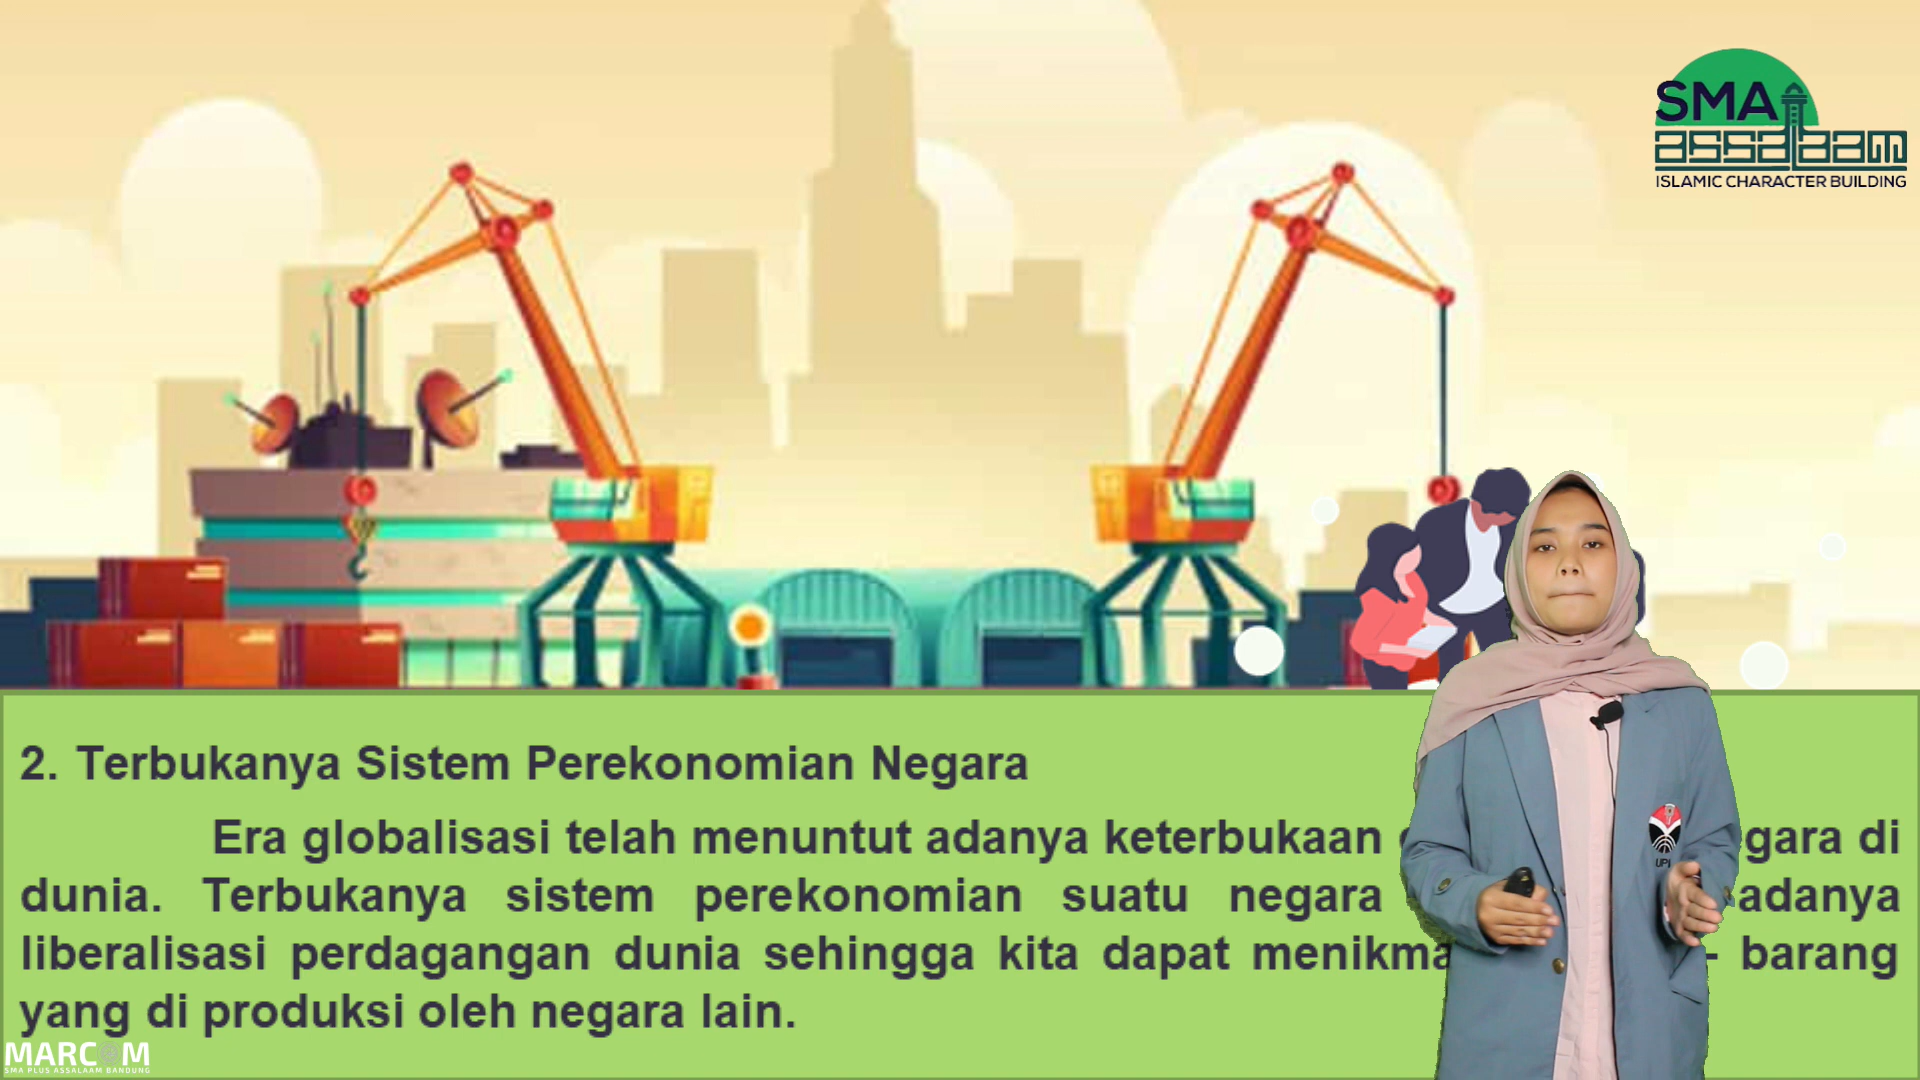 SMA
assalaam
ISLAMIC CHARACTER BUILDING
2. Terbukanya Sistem Perekonomian Negara
Era globalisasi telah menuntut adanya keterbukaan di
dunia. Terbukanya sistem perekonomian suatu negara adanya
liberalisasi perdagangan dunia sehingga kita dapat - barang
yang di produksi oleh negara lain.
UPI
MARCOM
SMA PLUS ASSALAAM BANDUNG